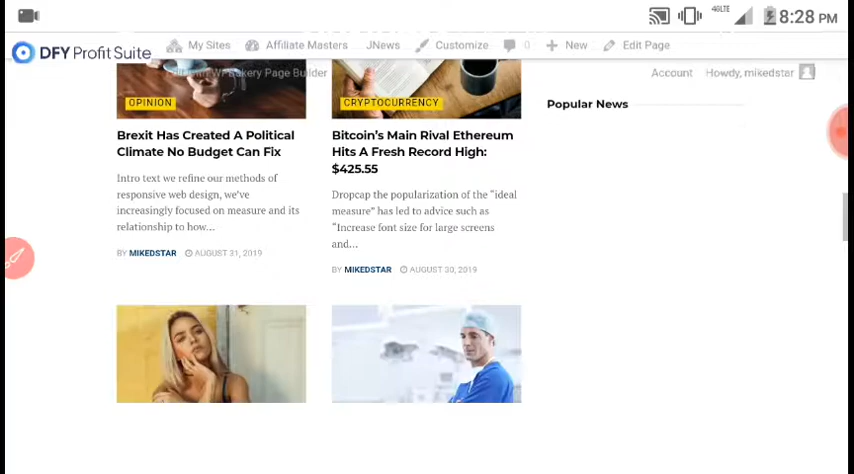 4GLTE 8:28 PM
DFY Profit Suite My Sites Affiliate Masters JNews Customize 0 New Edit Page
Edit with WPBakery Page Builder Account Howdy, mikedstar
OPINION
Brexit Has Created A Political
Climate No Budget Can Fix
Intro text we refine our methods of
responsive web design, we’ve
increasingly focused on measure and its
relationship to how…
BY MIKEDSTAR AUGUST 31, 2019
CRYPTOCURRENCY
Bitcoin’s Main Rival Ethereum
Hits A Fresh Record High:
$425.55
Dropcap the popularization of the “ideal
measure” has led to advice such as
“Increase font size for large screens
and…
BY MIKEDSTAR AUGUST 30, 2019
Popular News